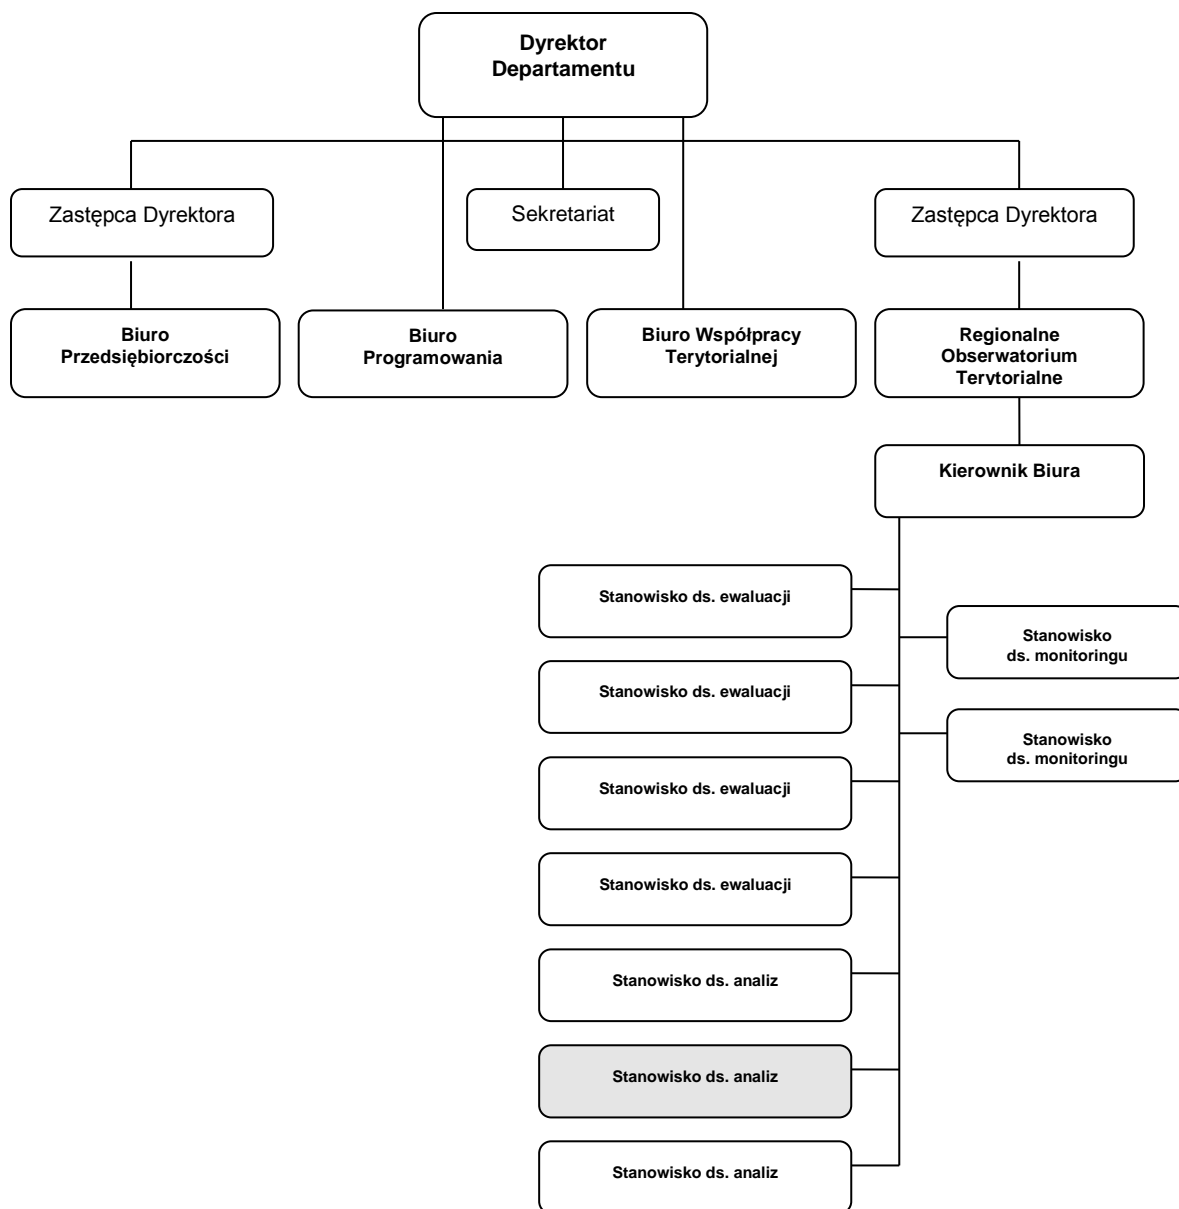 Dyrektor
Departamentu
Zastępca Dyrektora
Sekretariat
Zastępca Dyrektora
Biuro
Przedsiębiorczości
Biuro
Programowania
Biuro Współpracy
Terytorialnej
Regionalne
Obserwatorium
Terytorialne
Kierownik Biura
Stanowisko ds. ewaluacji
Stanowisko
ds. monitoringu
Stanowisko ds. ewaluacji
Stanowisko
ds. monitoringu
Stanowisko ds. ewaluacji
Stanowisko ds. ewaluacji
Stanowisko ds. analiz
Stanowisko ds. analiz
Stanowisko ds. analiz